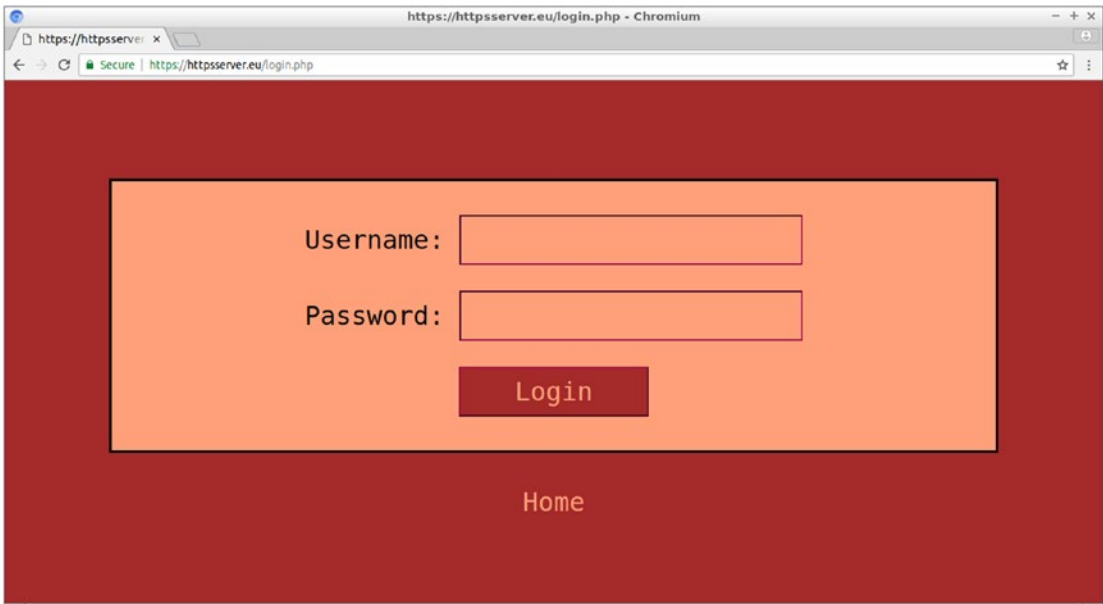 https://httpsserver.eu/login.php - Chromium
https://httpsserver
Secure | https://httpsserver.eu/login.php
Username:
Password:
Login
Home